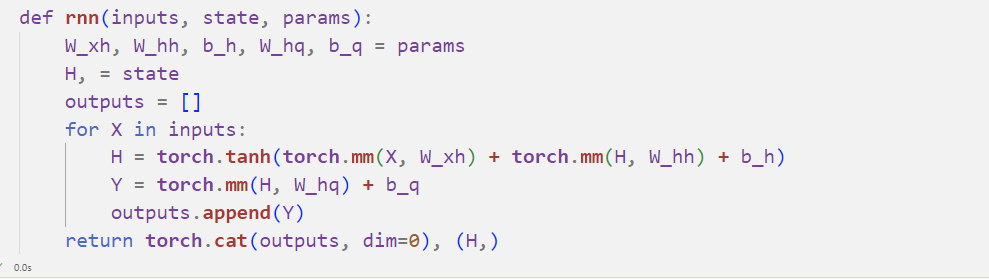 def rnn(inputs, state, params):
    W_xh, W_hh, b_h, W_hq, b_q = params
    H, = state
    outputs = []
    for X in inputs:
        H = torch.tanh(torch.mm(X, W_xh) + torch.mm(H, W_hh) + b_h)
        Y = torch.mm(H, W_hq) + b_q
        outputs.append(Y)
    return torch.cat(outputs, dim=0), (H,)
0.0s